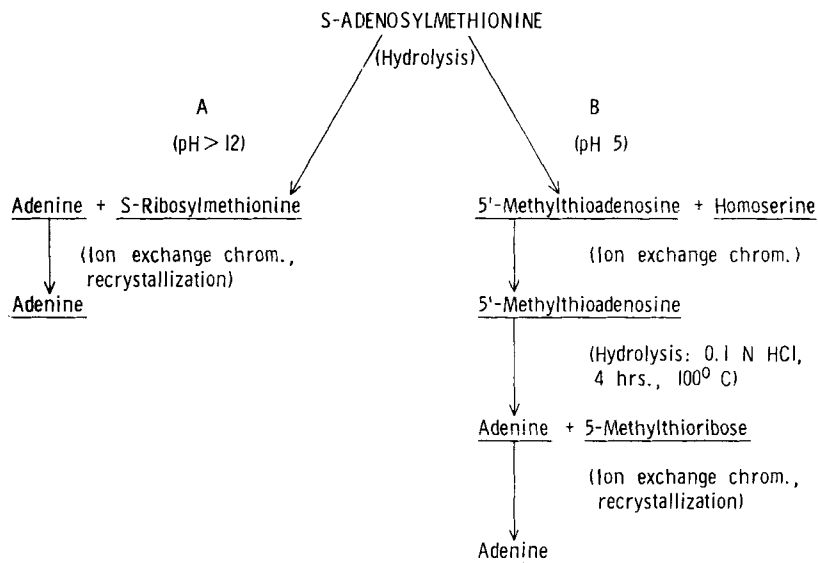 S-ADENOSYLMETHIONINE
(Hydrolysis)
A
(pH > 12)
Adenine + S-Ribosylmethionine
(Ion exchange chrom.,
recrystallization)
Adenine
B
(pH 5)
5'-Methylthioadenosine + Homoserine
(Ion exchange chrom.)
5'-Methylthioadenosine
(Hydrolysis: 0.1 N HCl,
4 hrs., 100⁰ C)
Adenine + 5-Methylthioribose
(Ion exchange chrom.,
recrystallization)
Adenine